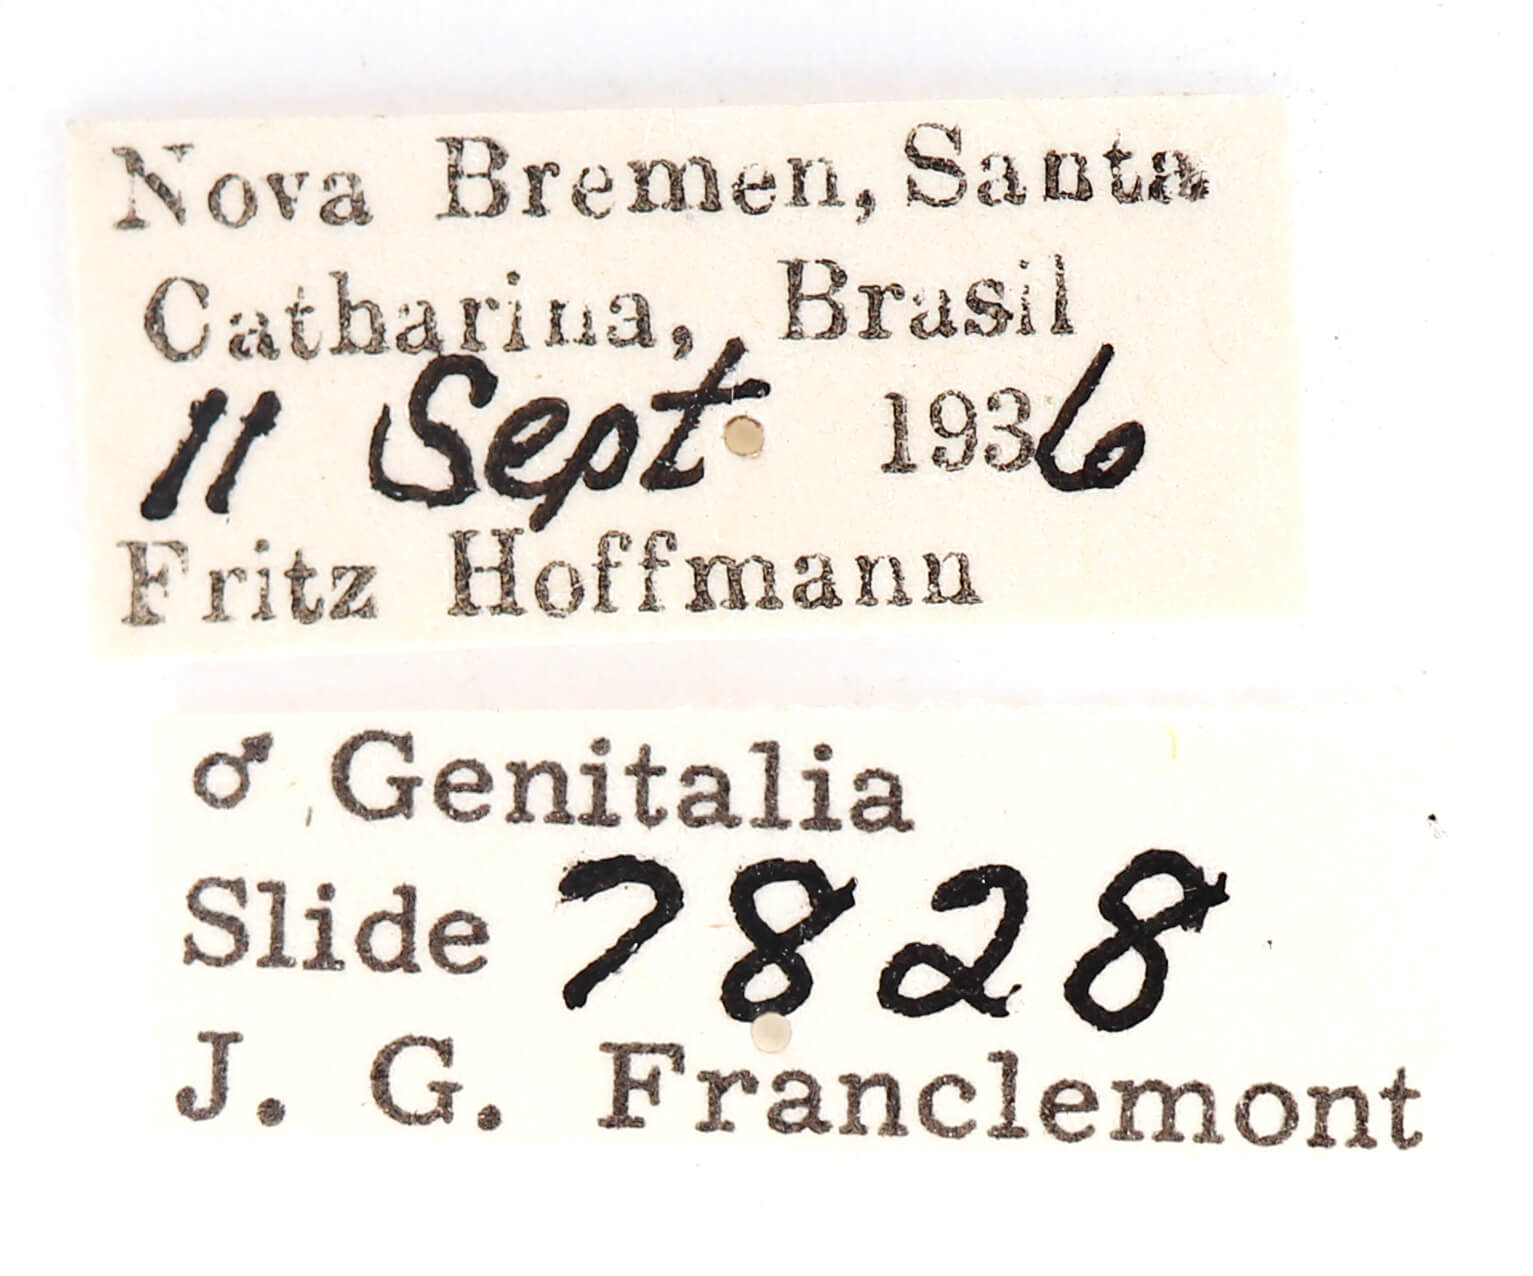 Nova Bremen, Santa
Catharina, Brasil
11 Sept 1936
Fritz Hoffmann
♂ Genitalia
Slide 7828
J. G. Franclemont